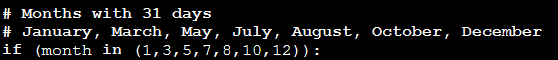 # Months with 31 days
# January, March, May, July, August, October, December
if (month in (1,3,5,7,8,10,12)):